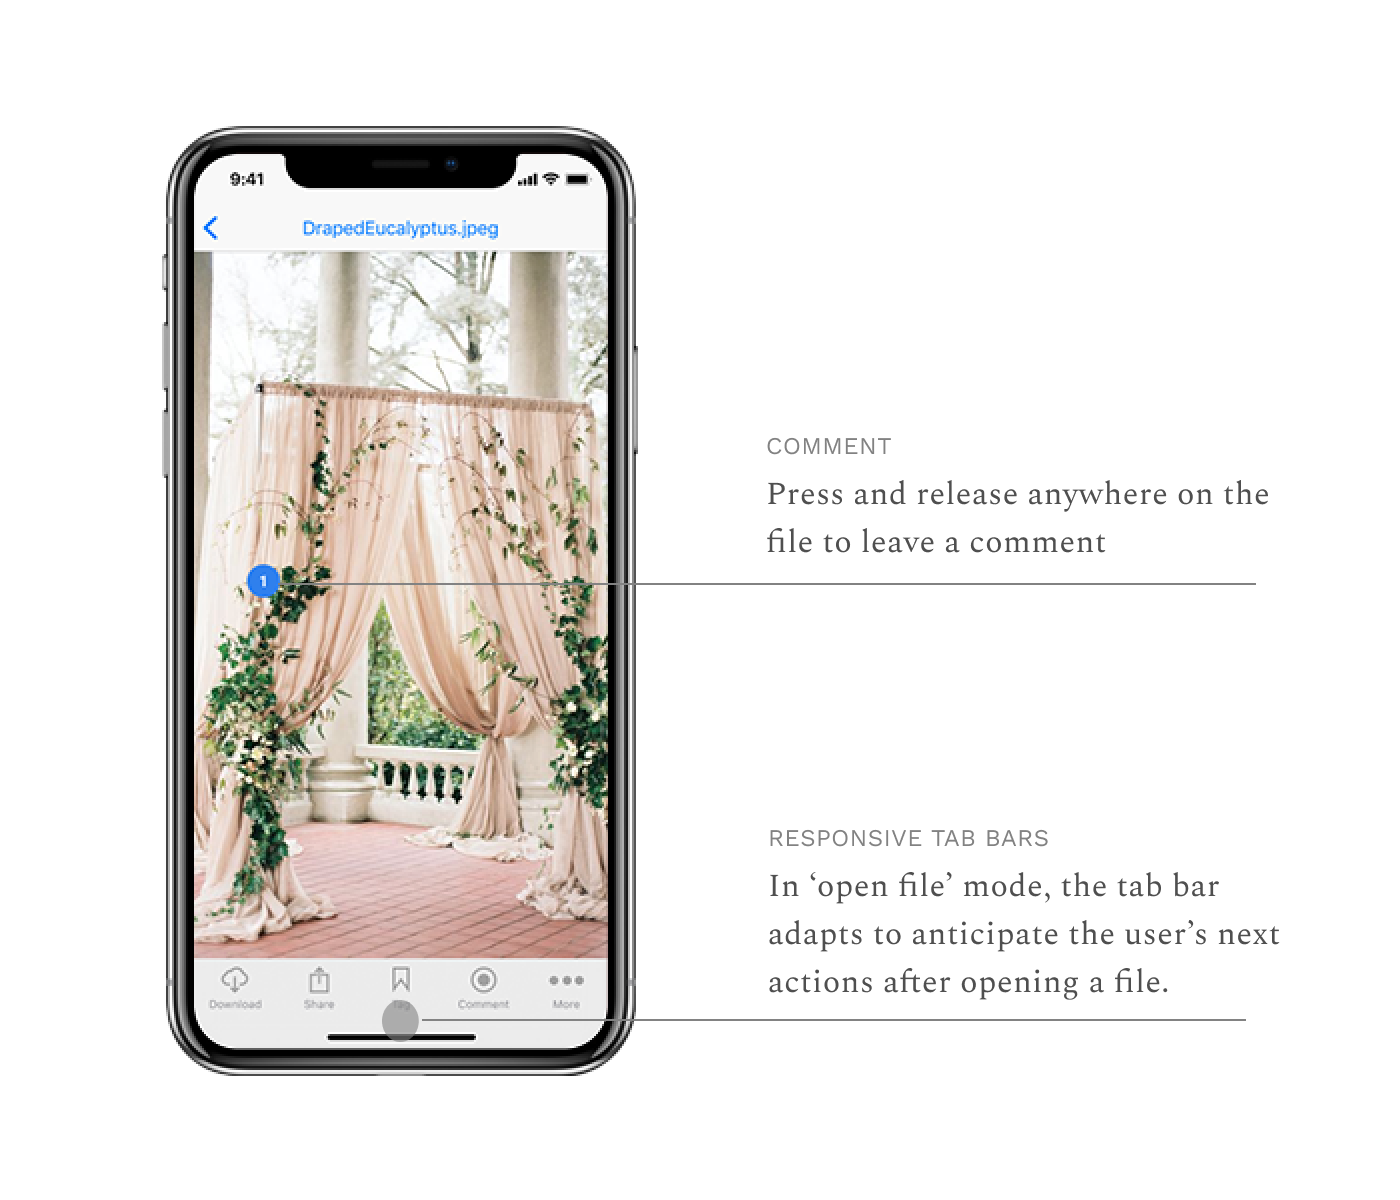 9:41
DrapedEucalyptus.jpeg
COMMENT
Press and release anywhere on the
file to leave a comment
1
RESPONSIVE TAB BARS
In ‘open file’ mode, the tab bar
adapts to anticipate the user’s next
actions after opening a file.
Download Share Tag Comment More